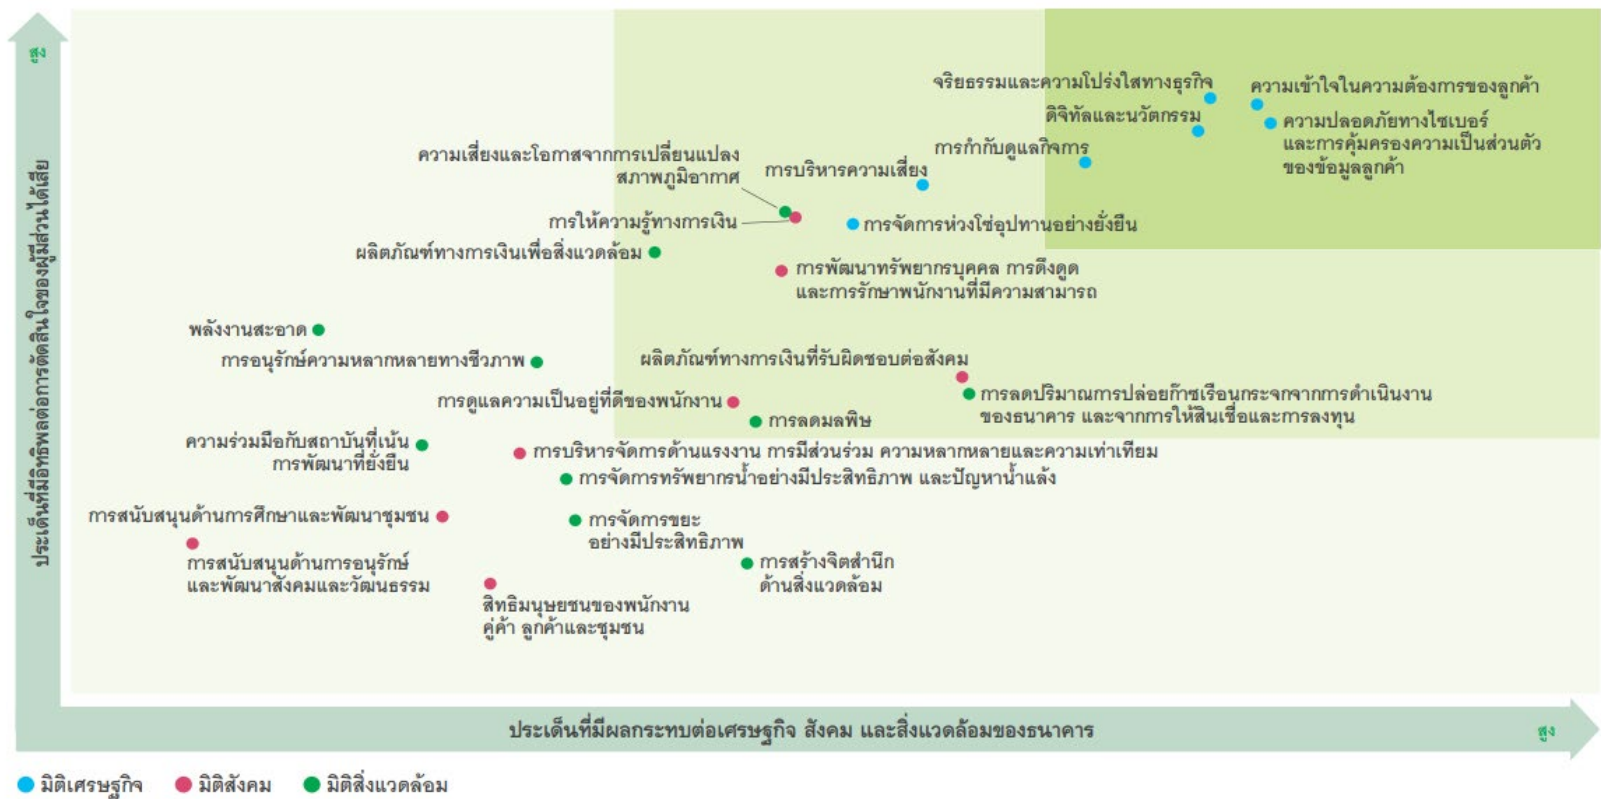 สูง
ประเด็นที่มีอิทธิพลต่อการตัดสินใจของผู้มีส่วนได้เสีย
จริยธรรมและความโปร่งใสทางธุรกิจ
ความเข้าใจในความต้องการของลูกค้า
ดิจิทัลและนวัตกรรม
ความปลอดภัยทางไซเบอร์
และการคุ้มครองความเป็นส่วนตัว
ของข้อมูลลูกค้า
การกำกับดูแลกิจการ
ความเสี่ยงและโอกาสจากการเปลี่ยนแปลง
สภาพภูมิอากาศ
การบริหารความเสี่ยง
การให้ความรู้ทางการเงิน
การจัดการห่วงโซ่อุปทานอย่างยั่งยืน
ผลิตภัณฑ์ทางการเงินเพื่อสิ่งแวดล้อม
การพัฒนาทรัพยากรบุคคล การดึงดูด
และการรักษาพนักงานที่มีความสามารถ
พลังงานสะอาด
การอนุรักษ์ความหลากหลายทางชีวภาพ
ผลิตภัณฑ์ทางการเงินที่รับผิดชอบต่อสังคม
การลดปริมาณการปล่อยก๊าซเรือนกระจกจากการดำเนินงาน
ของธนาคาร และจากการให้สินเชื่อและการลงทุน
การดูแลความเป็นอยู่ที่ดีของพนักงาน
การลดมลพิษ
ความร่วมมือกับสถาบันที่เน้น
การพัฒนาที่ยั่งยืน
การบริหารจัดการด้านแรงงาน การมีส่วนร่วม ความหลากหลายและความเท่าเทียม
การจัดการทรัพยากรน้ำอย่างมีประสิทธิภาพ และปัญหาน้ำแล้ง
การสนับสนุนด้านการศึกษาและพัฒนาชุมชน
การจัดการขยะ
อย่างมีประสิทธิภาพ
การสนับสนุนด้านการอนุรักษ์
และพัฒนาสังคมและวัฒนธรรม
การสร้างจิตสำนึก
ด้านสิ่งแวดล้อม
สิทธิมนุษยชนของพนักงาน
คู่ค้า ลูกค้าและชุมชน
ประเด็นที่มีผลกระทบต่อเศรษฐกิจ สังคม และสิ่งแวดล้อมของธนาคาร
สูง
มิติเศรษฐกิจ
มิติสังคม
มิติสิ่งแวดล้อม